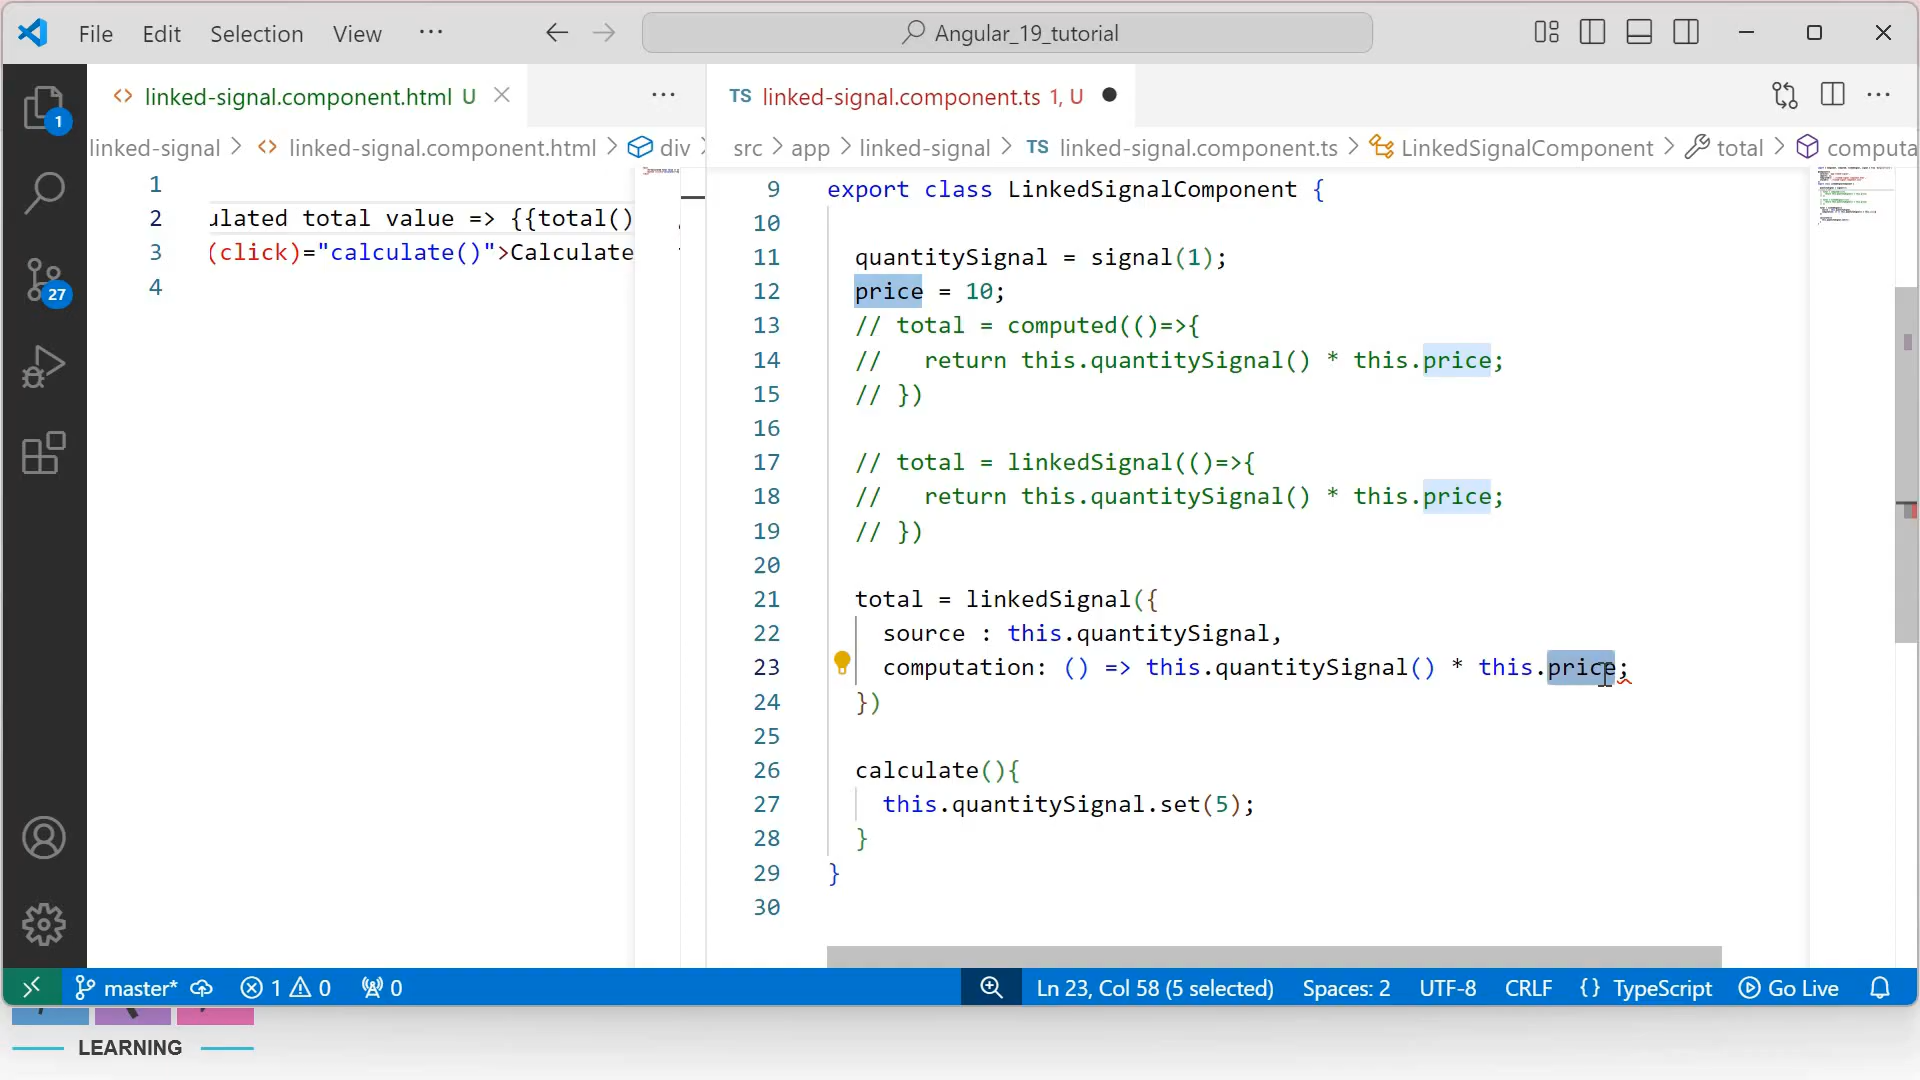 File Edit Selection View ··· Angular_19_tutorial
<> linked-signal.component.html U ···
linked-signal > <> linked-signal.component.html > div
1
2 ulated total value => {{total()
3 (click)="calculate()">Calculate
4
TS linked-signal.component.ts 1, U ···
src > app > linked-signal > TS linked-signal.component.ts > LinkedSignalComponent > total > computa
9 export class LinkedSignalComponent {
10
11 quantitySignal = signal(1);
12 price = 10;
13 // total = computed(()=>{
14 // return this.quantitySignal() * this.price;
15 // })
16
17 // total = linkedSignal(()=>{
18 // return this.quantitySignal() * this.price;
19 // })
20
21 total = linkedSignal({
22 source : this.quantitySignal,
23 computation: () => this.quantitySignal() * this.price;
24 })
25
26 calculate(){
27 this.quantitySignal.set(5);
28 }
29 }
30
1
27
master* 1 0 0 Ln 23, Col 58 (5 selected) Spaces: 2 UTF-8 CRLF {} TypeScript Go Live
LEARNING